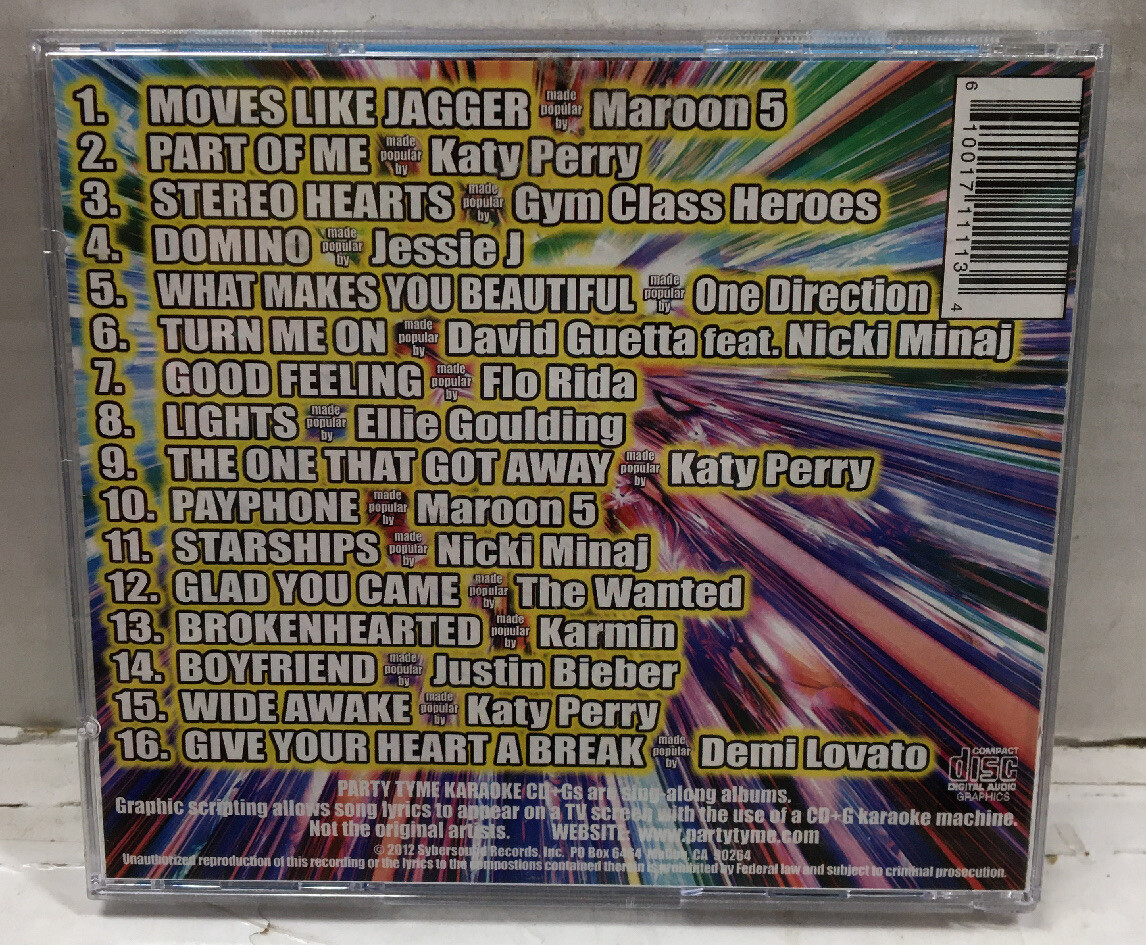 1. MOVES LIKE JAGGER made popular by Maroon 5
2. PART OF ME made popular by Katy Perry
3. STEREO HEARTS made popular by Gym Class Heroes
4. DOMINO made popular by Jessie J
5. WHAT MAKES YOU BEAUTIFUL made popular by One Direction
6. TURN ME ON made popular by David Guetta feat. Nicki Minaj
7. GOOD FEELING made popular by Flo Rida
8. LIGHTS made popular by Ellie Goulding
9. THE ONE THAT GOT AWAY made popular by Katy Perry
10. PAYPHONE made popular by Maroon 5
11. STARSHIPS made popular by Nicki Minaj
12. GLAD YOU CAME made popular by The Wanted
13. BROKENHEARTED made popular by Karmin
14. BOYFRIEND made popular by Justin Bieber
15. WIDE AWAKE made popular by Katy Perry
16. GIVE YOUR HEART A BREAK made popular by Demi Lovato
6 10017 11113 4
COMPACT
disc
DIGITAL AUDIO
GRAPHICS
PARTY TYME KARAOKE CD+Gs are sing-along albums.
Graphic scripting allows song lyrics to appear on a TV screen with the use of a CD+G karaoke machine.
Not the original artists. WEBSITE: www.partytyme.com
© 2012 Sybersound Records, Inc. PO Box Malibu, CA 90264
Unauthorized reproduction of this recording or the lyrics to the compostions contained therein is prohibited by Federal law and subject to criminal prosecution.